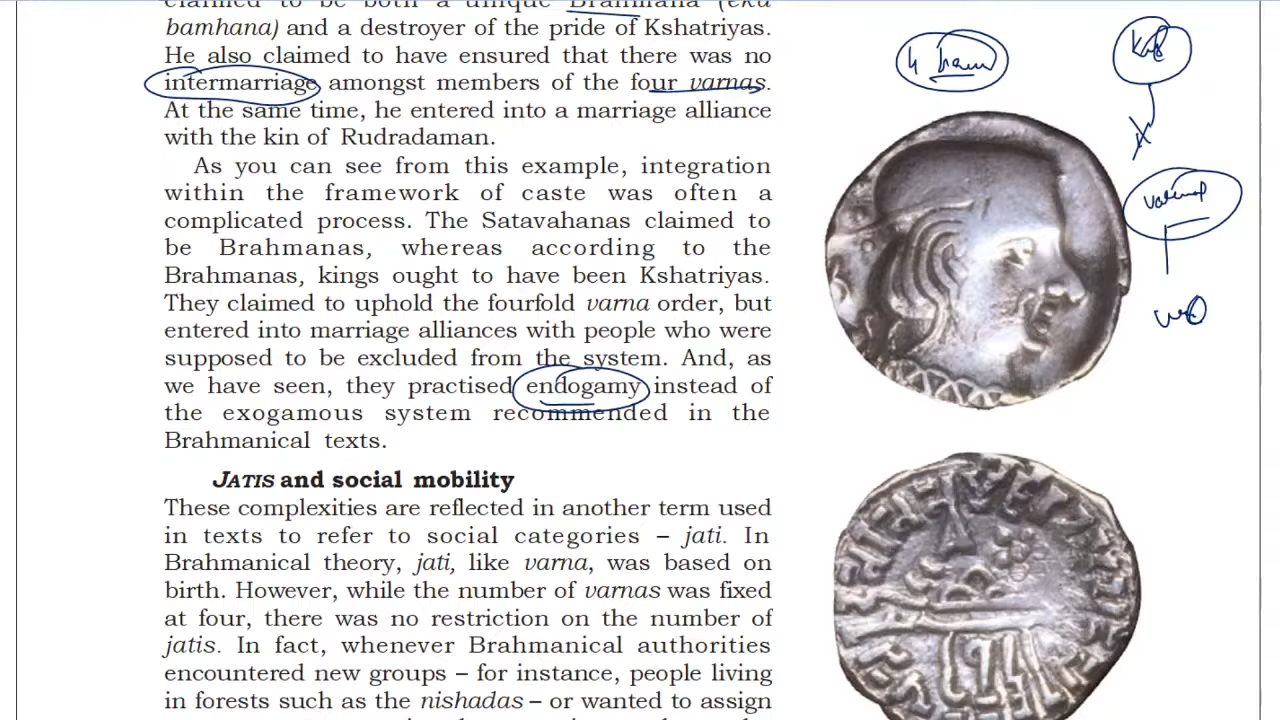 bamhana) and a destroyer of the pride of Kshatriyas.
He also claimed to have ensured that there was no
intermarriage amongst members of the four varnas.
At the same time, he entered into a marriage alliance
with the kin of Rudradaman.
As you can see from this example, integration
within the framework of caste was often a
complicated process. The Satavahanas claimed to
be Brahmanas, whereas according to the
Brahmanas, kings ought to have been Kshatriyas.
They claimed to uphold the fourfold varna order, but
entered into marriage alliances with people who were
supposed to be excluded from the system. And, as
we have seen, they practised endogamy instead of
the exogamous system recommended in the
Brahmanical texts.
JATIS and social mobility
These complexities are reflected in another term used
in texts to refer to social categories – jati. In
Brahmanical theory, jati, like varna, was based on
birth. However, while the number of varnas was fixed
at four, there was no restriction on the number of
jatis. In fact, whenever Brahmanical authorities
encountered new groups – for instance, people living
in forests such as the nishadas – or wanted to assign